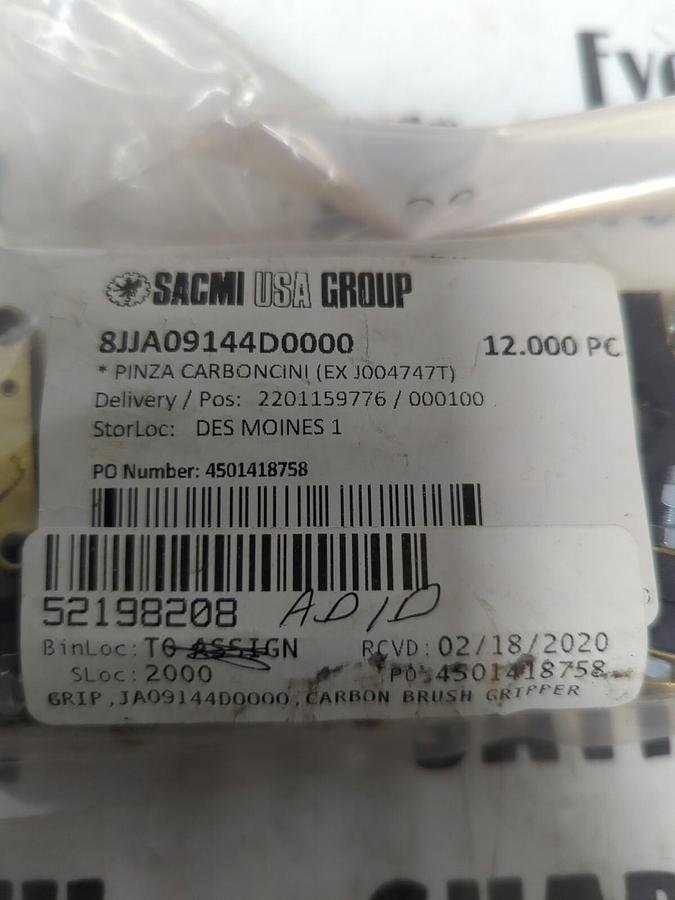 SACMI USA GROUP
8JJA09144D0000 12.000 PC
* PINZA CARBONCINI (EX J004747T)
Delivery / Pos: 2201159776 / 000100
StorLoc: DES MOINES 1
PO Number: 4501418758
52198208 AD1D
BinLoc: TO ASSIGN RCVD: 02/18/2020
SLoc: 2000 PO: 4501418758
GRIP,JA09144D0000,CARBON BRUSH GRIPPER